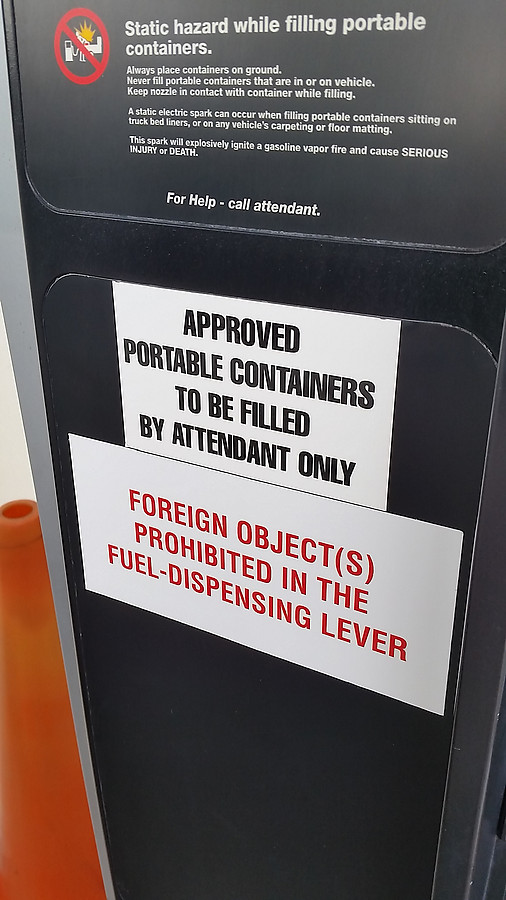 Static hazard while filling portable
containers.
Always place containers on ground.
Never fill portable containers that are in or on vehicle.
Keep nozzle in contact with container while filling.
A static electric spark can occur when filling portable containers sitting on
truck bed liners, or on any vehicle's carpeting or floor matting.
This spark will explosively ignite a gasoline vapor fire and cause SERIOUS
INJURY or DEATH.
For Help - call attendant.
APPROVED
PORTABLE CONTAINERS
TO BE FILLED
BY ATTENDANT ONLY
FOREIGN OBJECT(S)
PROHIBITED IN THE
FUEL-DISPENSING LEVER